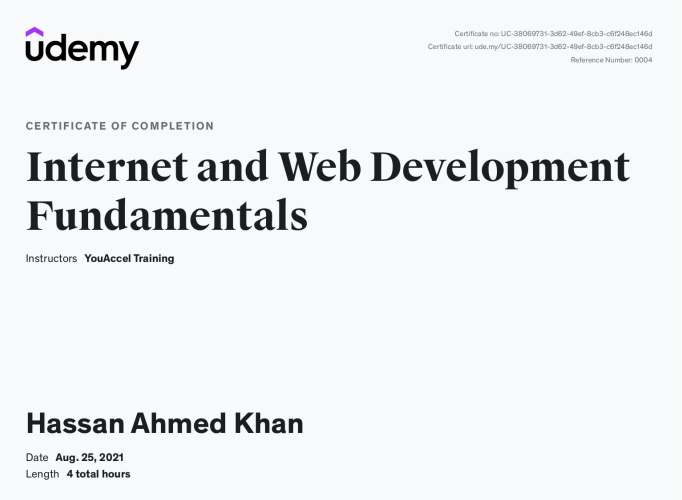 udemy
Certificate no: UC-38069731-3d62-49ef-8cb3-c6f248ec146d
Certificate url: ude.my/UC-38069731-3d62-49ef-8cb3-c6f248ec146d
Reference Number: 0004
CERTIFICATE OF COMPLETION
Internet and Web Development
Fundamentals
Instructors YouAccel Training
Hassan Ahmed Khan
Date Aug. 25, 2021
Length 4 total hours